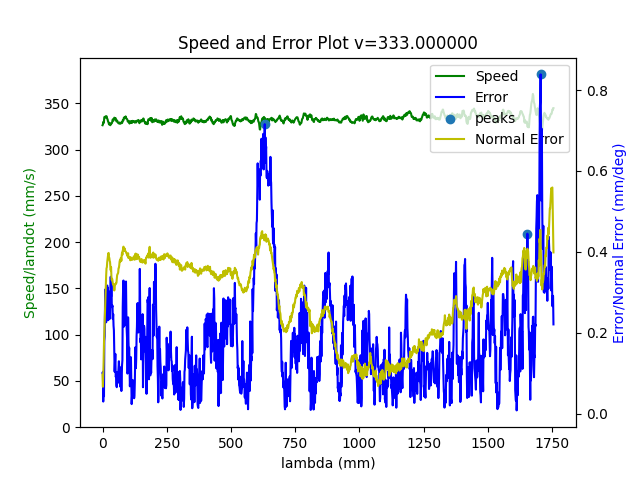 Speed and Error Plot v=333.000000
Speed
Error
peaks
Normal Error
350
300
250
200
150
100
50
0
Speed/lamdot (mm/s)
0.8
0.6
0.4
0.2
0.0
Error/Normal Error (mm/deg)
0 250 500 750 1000 1250 1500 1750
lambda (mm)